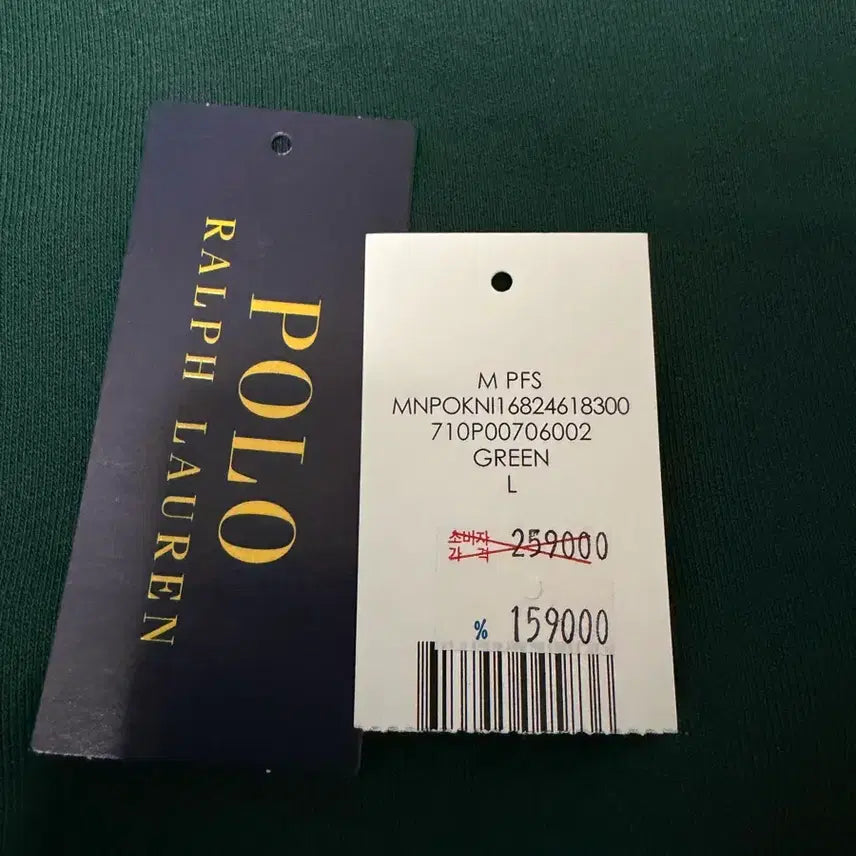 POLO
RALPH LAUREN
M PFS
MNPOKNI16824618300
710P00706002
GREEN
L
소비자
가 격 259000
% 159000